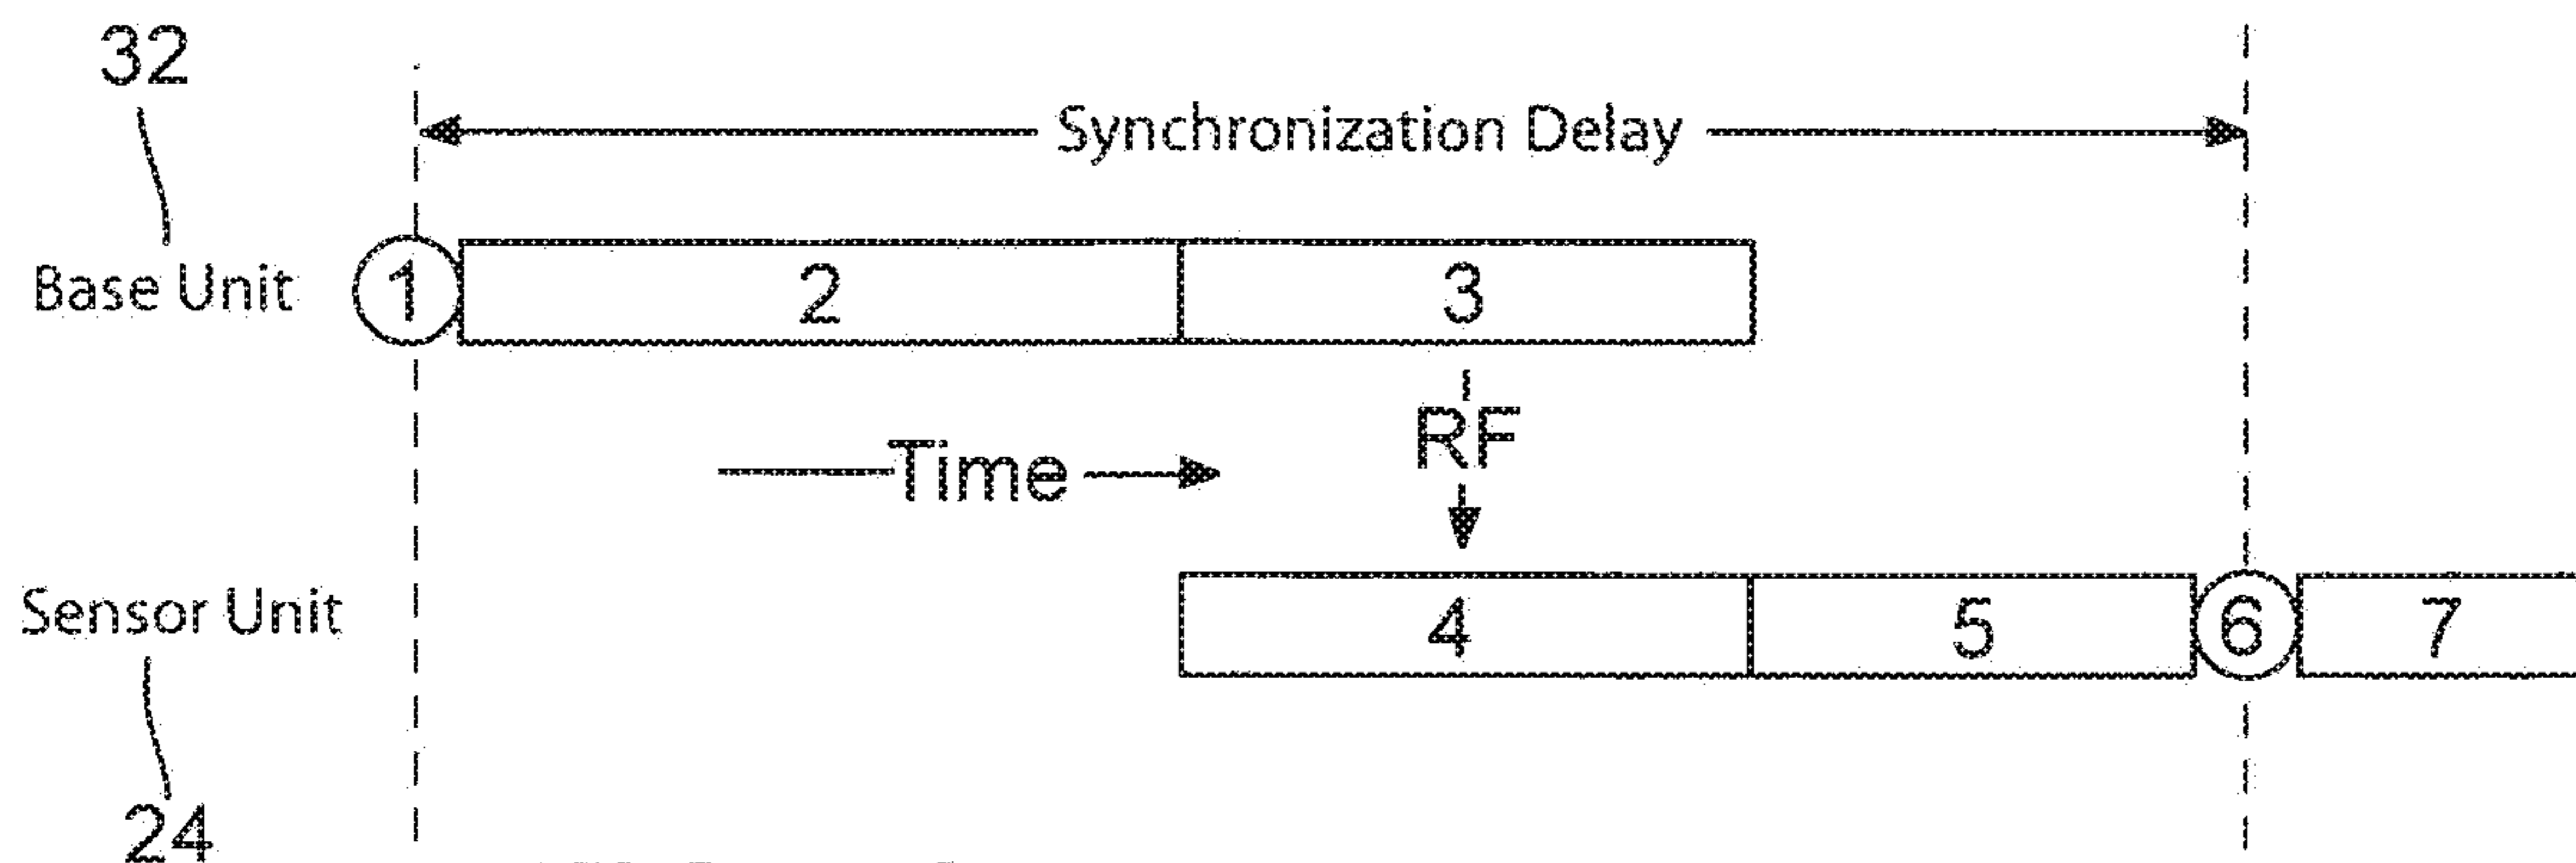 32
Synchronization Delay
Base Unit 1 2 3
Time RF
Sensor Unit 4 5 6 7
24